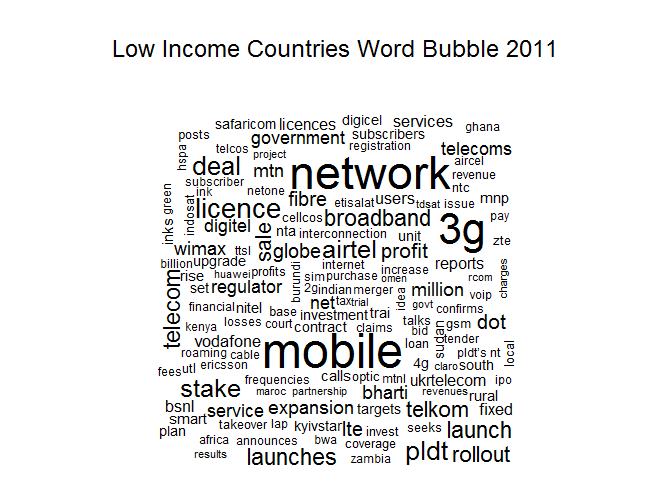 Low Income Countries Word Bubble 2011
safaricom licences digicel services
posts government subscribers ghana
hspa telcos project registration telecoms
deal mtn network aircel
subscriber revenue
ink netone fibre etisalat users tdsat issue ntc mnp
inks green indosat licence cellcos broadband 3g pay
digitel sale nta interconnection unit zte
wimax ttsl globe airtel profit
billion upgrade burundi internet increase reports rcom charges
rise huawei profits sim purchase omen
set regulator 2g indian merger idea million voip
telecom financial nitel net tax trial govt confirms
base investment trai
kenya losses court contract claims talks bid sudan gsm dot
vodafone mobile loan tender local
roaming cable pldt's nt
fees utl ericsson 4g claro south
frequencies calls optic mtnl ukrtelecom ipo
stake maroc partnership bharti revenues rural
bsnl service expansion targets telkom fixed
smart takeover lap kyivstar lte invest seeks launch
plan africa announces bwa coverage pldt
results launches zambia rollout